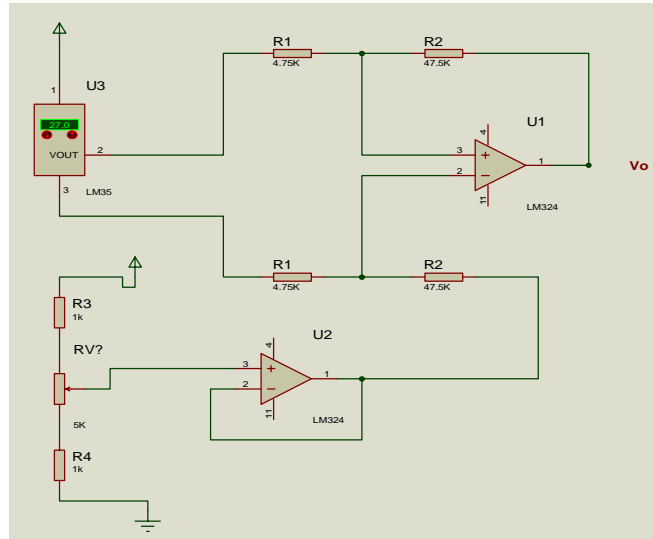 R1
4.75K
R2
47.5K
1
U3
27.0
VOUT
2
3
LM35
U1
4
3
+
2
−
1
11
LM324
Vo
R1
4.75K
R2
47.5K
R3
1k
RV?
5K
R4
1k
U2
4
3
+
2
−
1
11
LM324